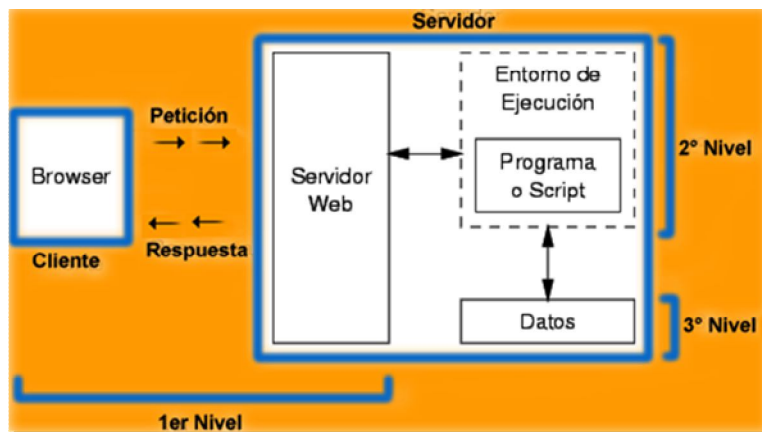 Servidor
Entorno de
Ejecución
Petición
Programa
o Script
2° Nivel
Browser
Servidor
Web
Respuesta
Cliente
Datos
3° Nivel
1er Nivel